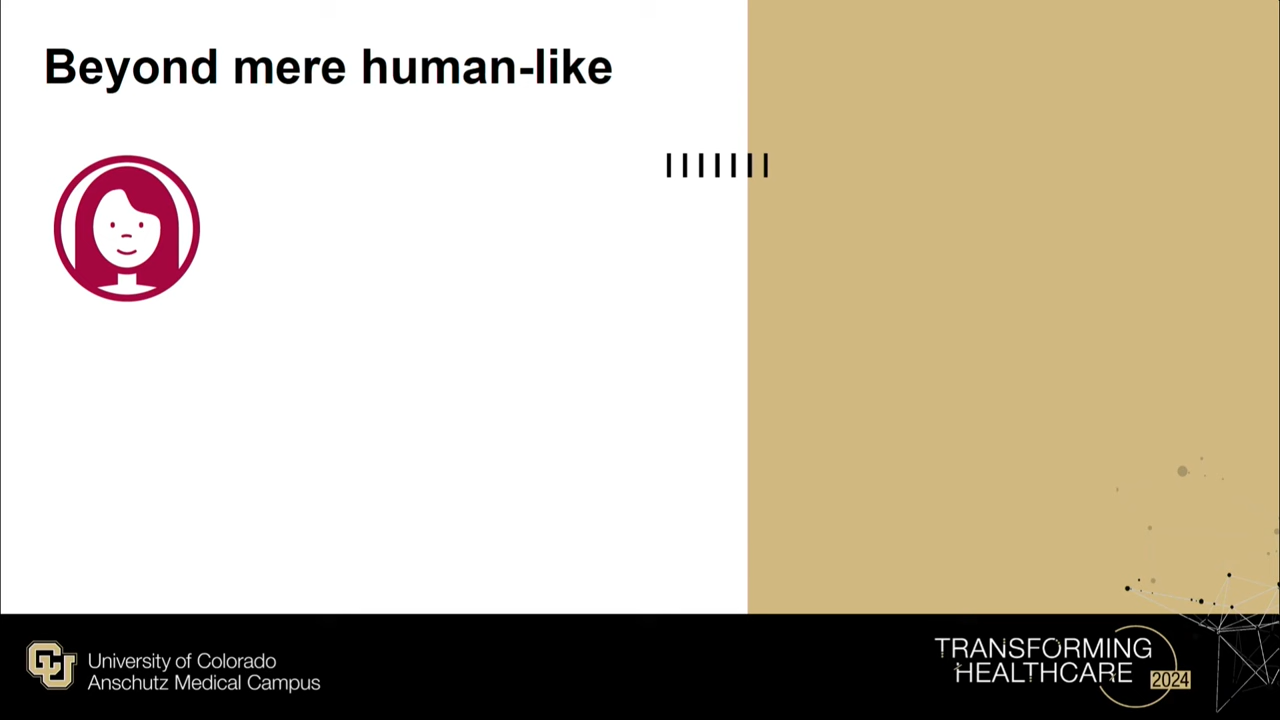 Beyond mere human-like
University of Colorado
Anschutz Medical Campus
TRANSFORMING
HEALTHCARE
2024